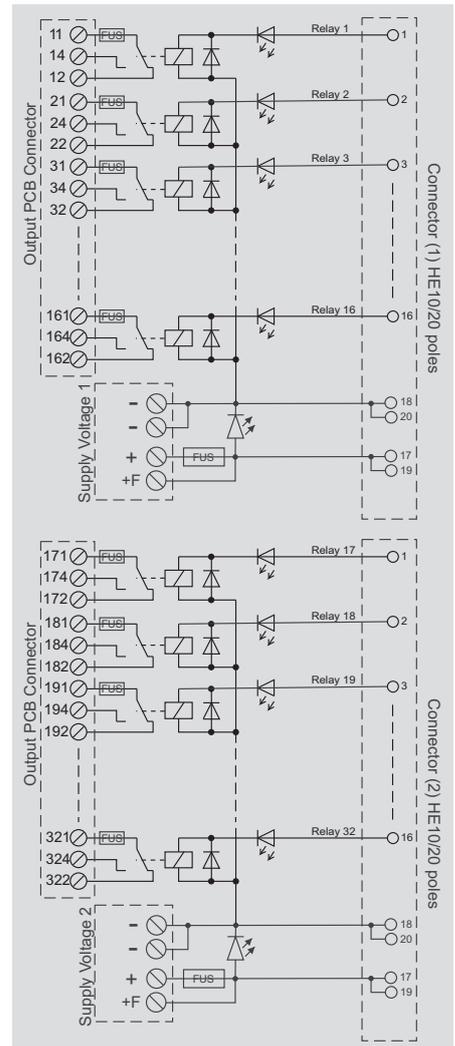 11 FUS Relay 1 1
14
12
21 FUS Relay 2 2
24
22
31 FUS Relay 3 3
34
32
161 FUS Relay 16 16
164
162
Output PCB Connector
Connector (1) HE10/20 poles
Supply Voltage 1
- 18
- 20
+ FUS 17
+F 19
171 FUS Relay 17 1
174
172
181 FUS Relay 18 2
184
182
191 FUS Relay 19 3
194
192
321 FUS Relay 32 16
324
322
Output PCB Connector
Connector (2) HE10/20 poles
Supply Voltage 2
- 18
- 20
+ FUS 17
+F 19